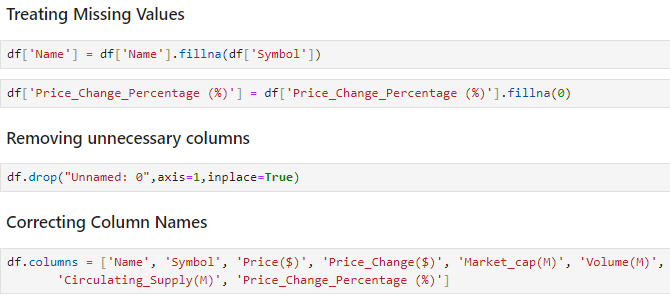 Treating Missing Values
df['Name'] = df['Name'].fillna(df['Symbol'])
df['Price_Change_Percentage (%)'] = df['Price_Change_Percentage (%)'].fillna(0)
Removing unnecessary columns
df.drop("Unnamed: 0",axis=1,inplace=True)
Correcting Column Names
df.columns = ['Name', 'Symbol', 'Price($)', 'Price_Change($)', 'Market_cap(M)', 'Volume(M)',
'Circulating_Supply(M)', 'Price_Change_Percentage (%)']